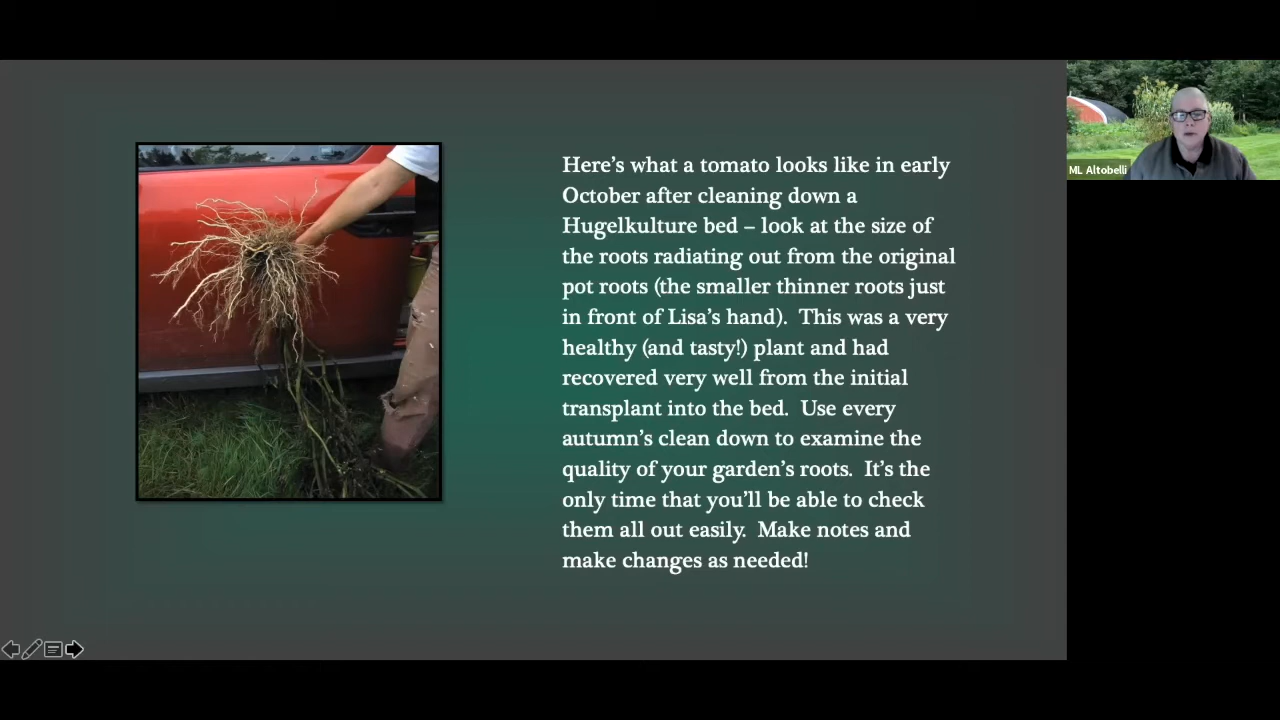 Here’s what a tomato looks like in early
October after cleaning down a
Hugelkulture bed – look at the size of
the roots radiating out from the original
pot roots (the smaller thinner roots just
in front of Lisa’s hand).  This was a very
healthy (and tasty!) plant and had
recovered very well from the initial
transplant into the bed.  Use every
autumn’s clean down to examine the
quality of your garden’s roots.  It’s the
only time that you’ll be able to check
them all out easily.  Make notes and
make changes as needed!
ML Altobelli